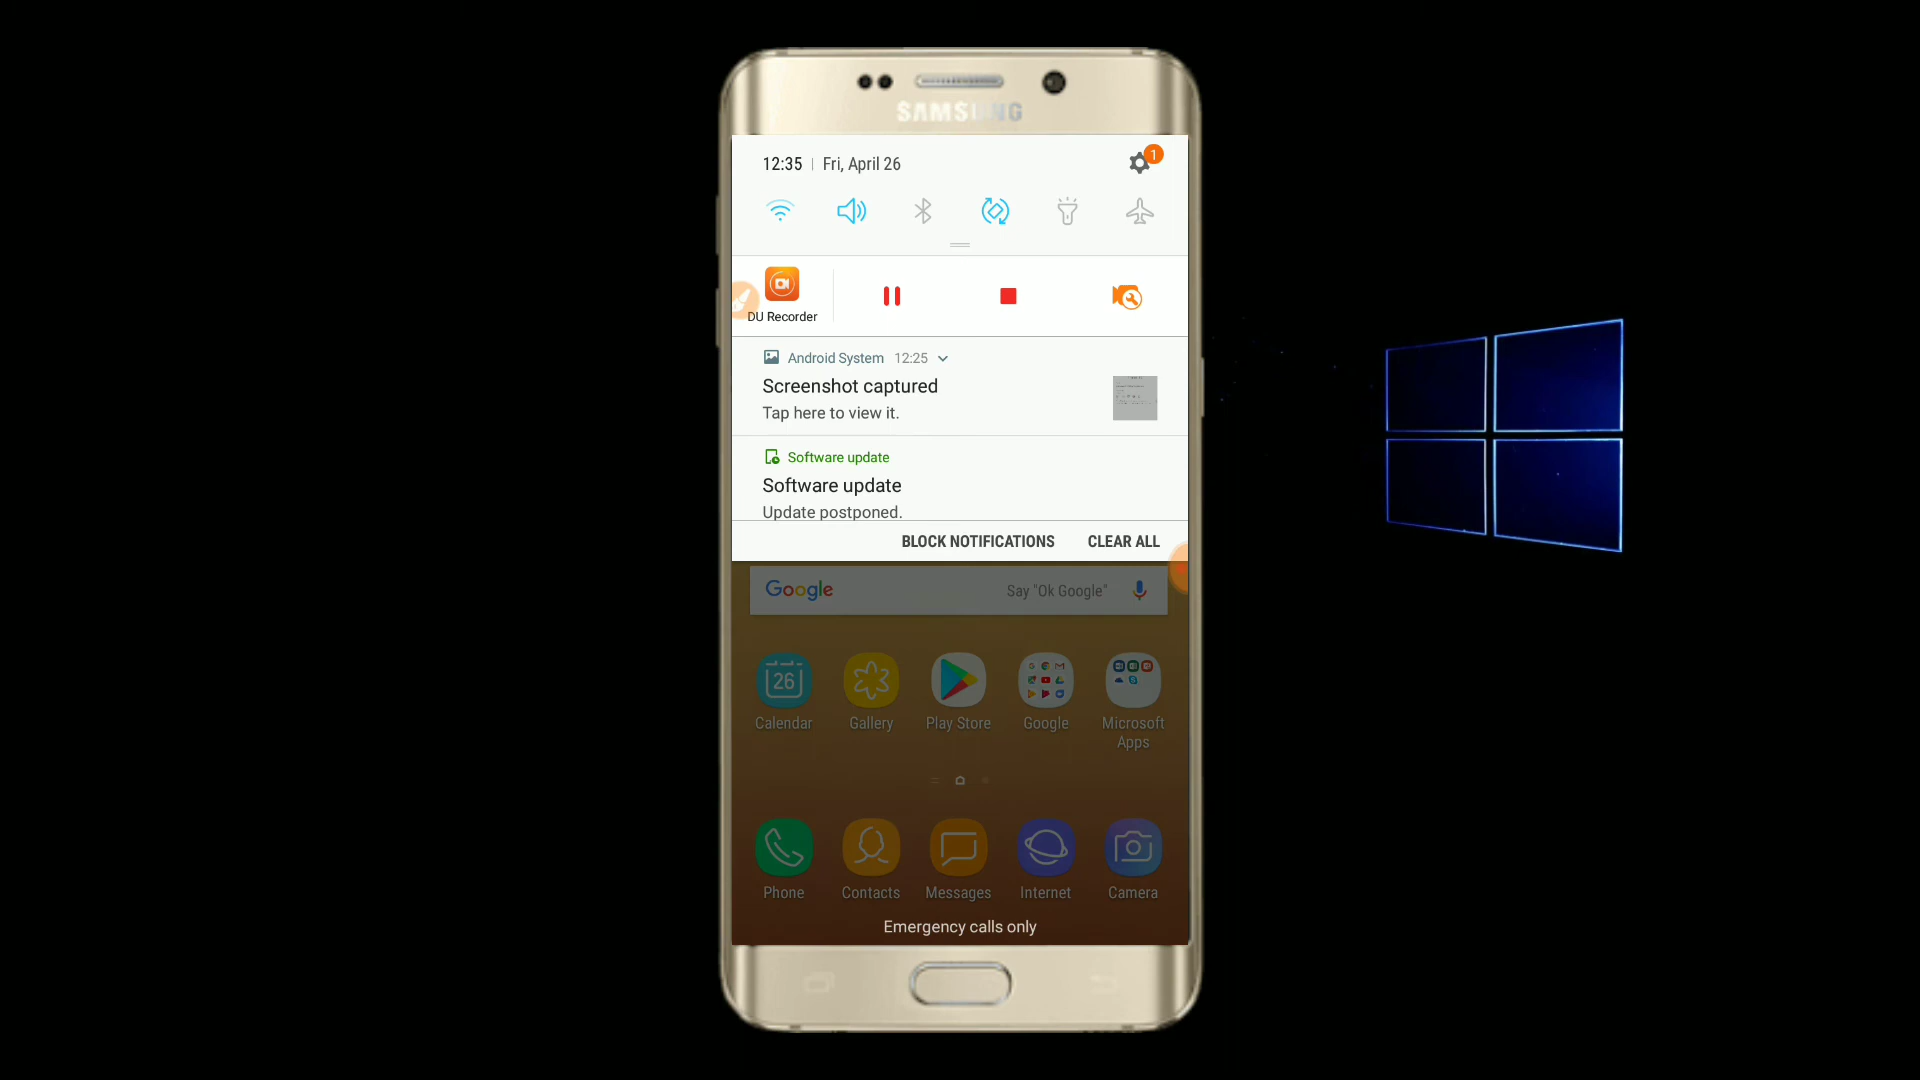 SAMSUNG
12:35 | Fri, April 26
1
DU Recorder
Android System 12:25
Screenshot captured
Tap here to view it.
Software update
Software update
Update postponed.
BLOCK NOTIFICATIONS CLEAR ALL
Google Say "Ok Google"
26
Calendar Gallery Play Store Google Microsoft Apps
Phone Contacts Messages Internet Camera
Emergency calls only